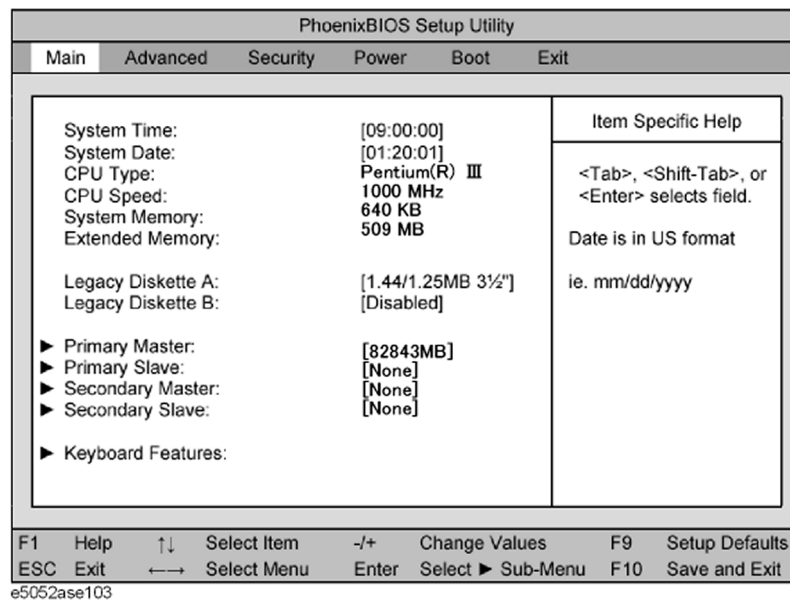 PhoenixBIOS Setup Utility
Main Advanced Security Power Boot Exit
System Time: [09:00:00]
System Date: [01:20:01]
CPU Type: Pentium(R) Ⅲ
CPU Speed: 1000 MHz
System Memory: 640 KB
Extended Memory: 509 MB
Legacy Diskette A: [1.44/1.25MB 3½"]
Legacy Diskette B: [Disabled]
► Primary Master: [82843MB]
► Primary Slave: [None]
► Secondary Master: [None]
► Secondary Slave: [None]
► Keyboard Features:
Item Specific Help
<Tab>, <Shift-Tab>, or
<Enter> selects field.
Date is in US format
ie. mm/dd/yyyy
F1 Help ↑↓ Select Item -/+ Change Values F9 Setup Defaults
ESC Exit ←→ Select Menu Enter Select ► Sub-Menu F10 Save and Exit
e5052ase103